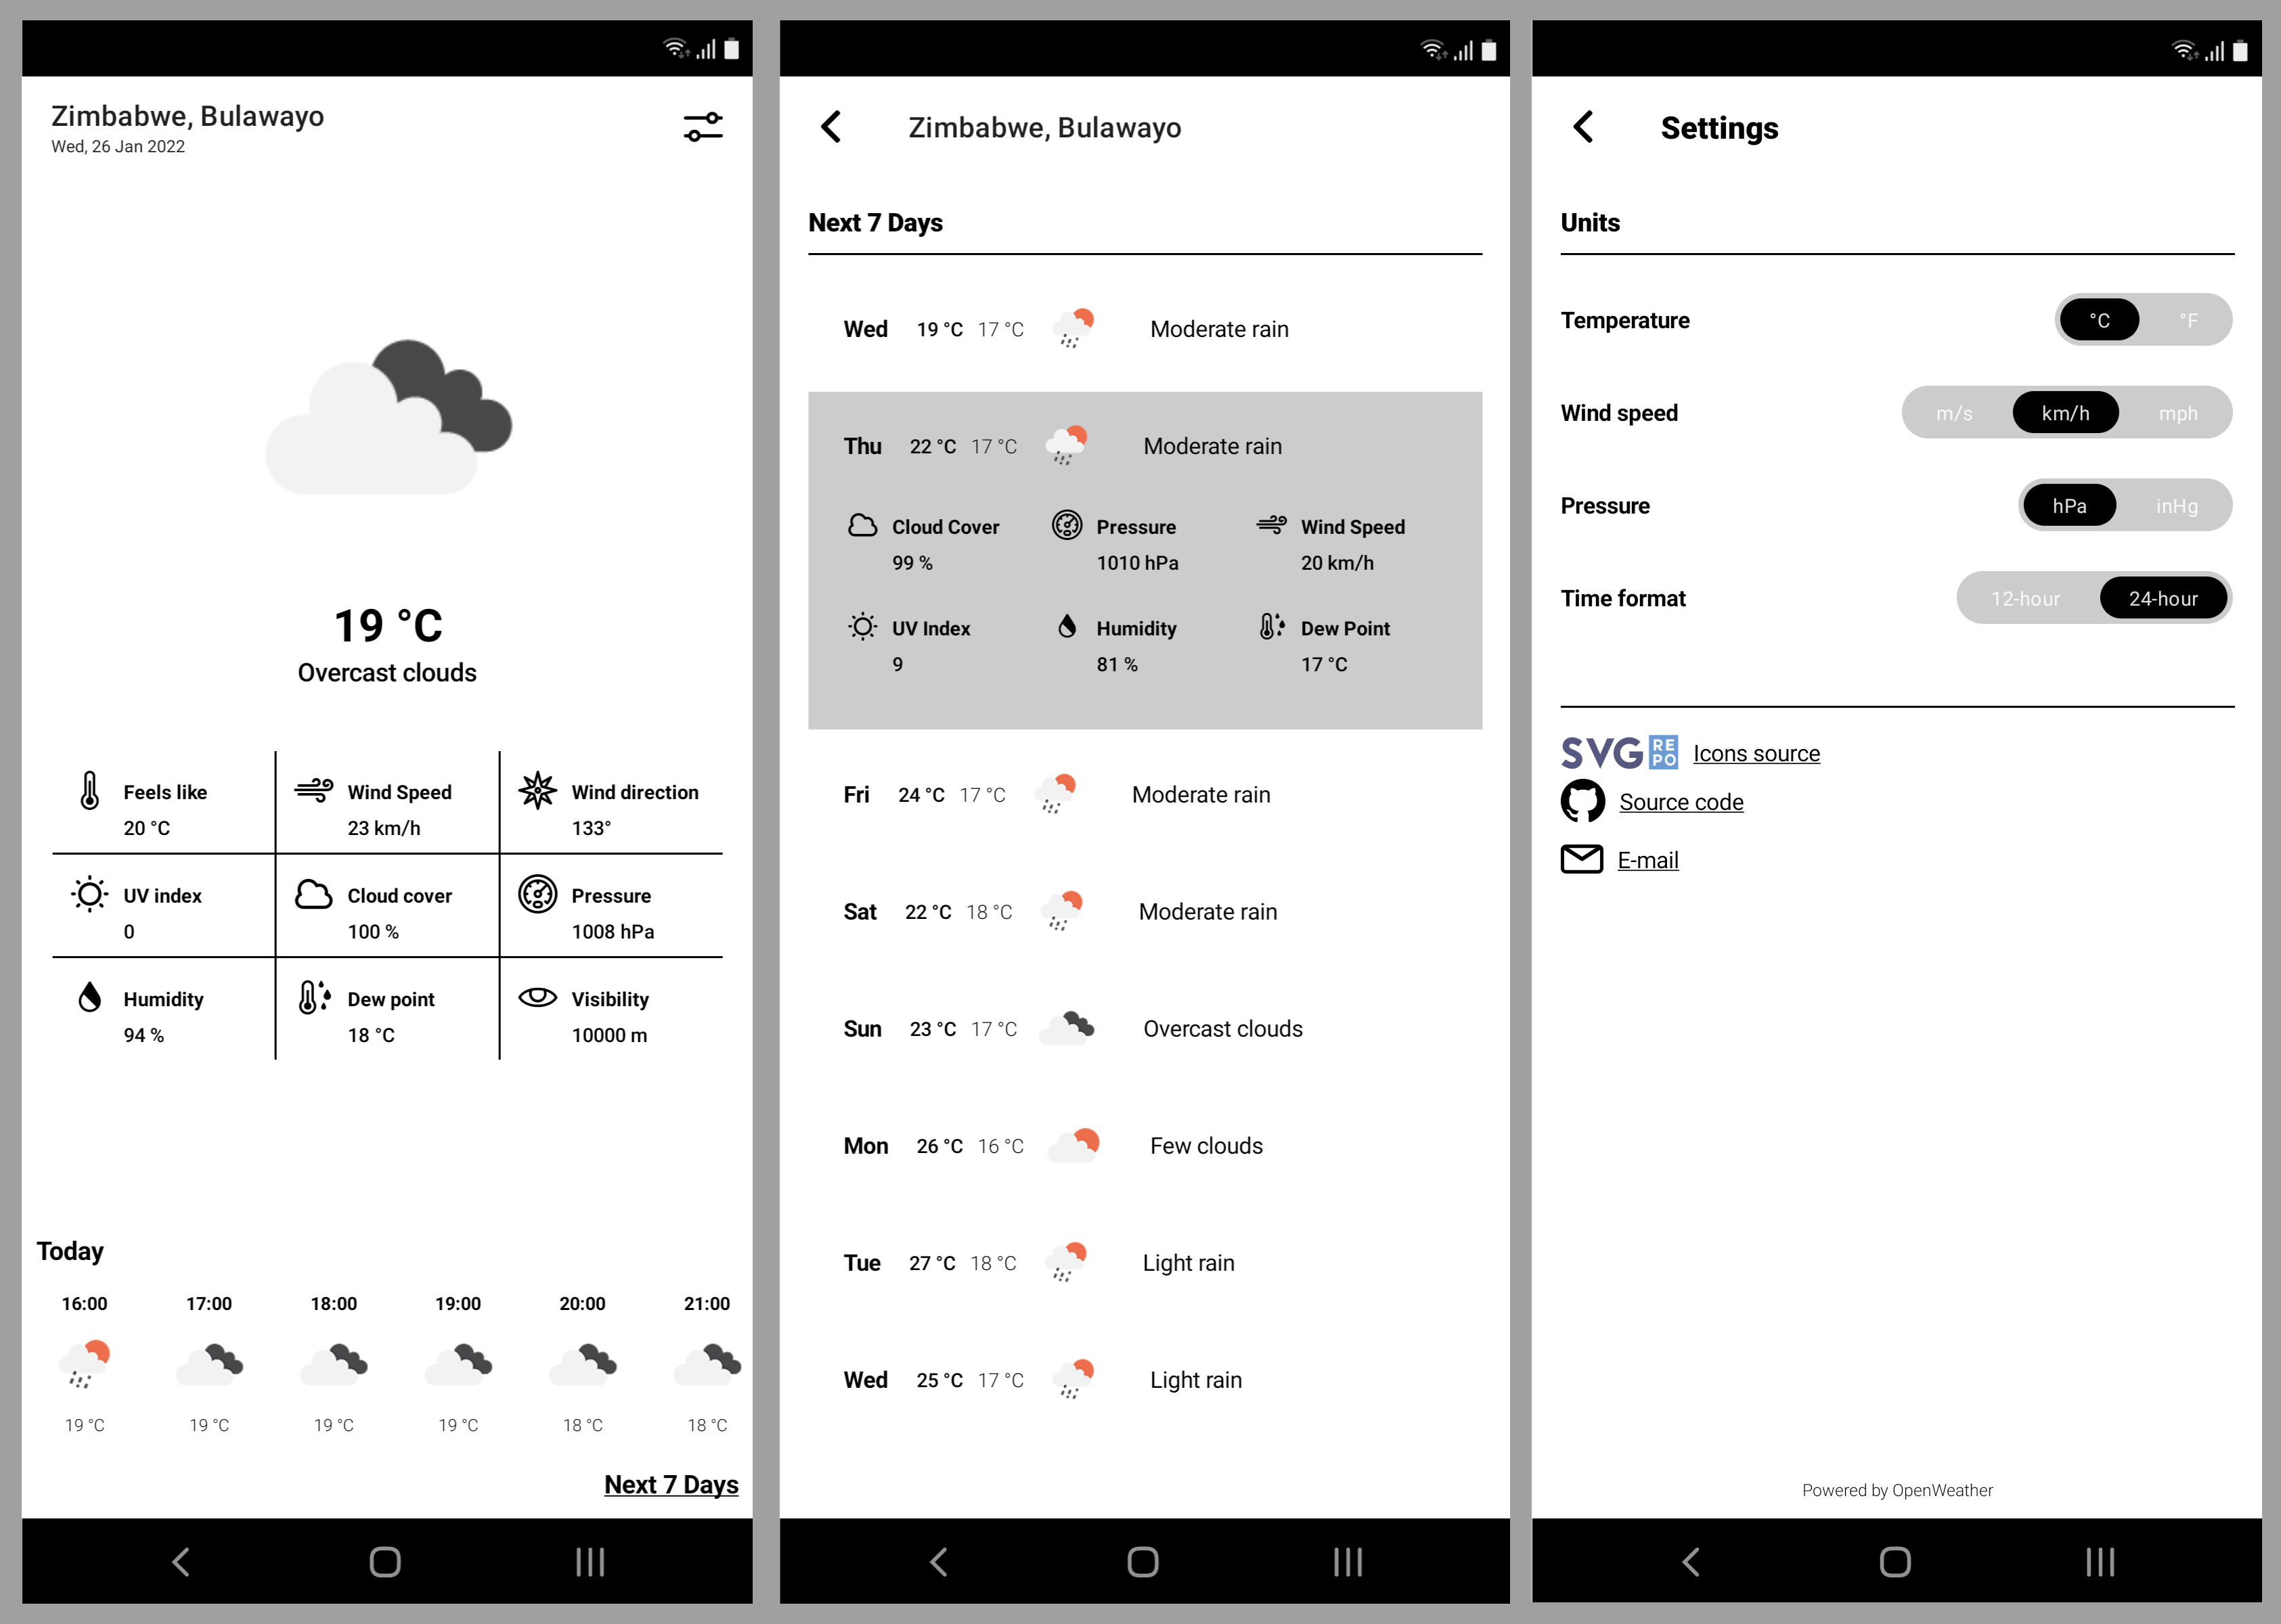 Zimbabwe, Bulawayo
Wed, 26 Jan 2022
19 °C
Overcast clouds
Feels like
20 °C
Wind Speed
23 km/h
Wind direction
133°
UV index
0
Cloud cover
100 %
Pressure
1008 hPa
Humidity
94 %
Dew point
18 °C
Visibility
10000 m
Today
16:00 17:00 18:00 19:00 20:00 21:00
19 °C 19 °C 19 °C 19 °C 18 °C 18 °C
Next 7 Days
Zimbabwe, Bulawayo
Next 7 Days
Wed 19 °C 17 °C Moderate rain
Thu 22 °C 17 °C Moderate rain
Cloud Cover
99 %
Pressure
1010 hPa
Wind Speed
20 km/h
UV Index
9
Humidity
81 %
Dew Point
17 °C
Fri 24 °C 17 °C Moderate rain
Sat 22 °C 18 °C Moderate rain
Sun 23 °C 17 °C Overcast clouds
Mon 26 °C 16 °C Few clouds
Tue 27 °C 18 °C Light rain
Wed 25 °C 17 °C Light rain
Settings
Units
Temperature °C °F
Wind speed m/s km/h mph
Pressure hPa inHg
Time format 12-hour 24-hour
SVG REPO Icons source
Source code
E-mail
Powered by OpenWeather